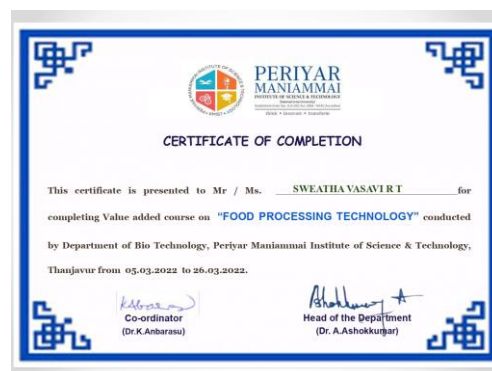 PERIYAR
MANIAMMAI
INSTITUTE OF SCIENCE & TECHNOLOGY
think • innovate • transform
CERTIFICATE OF COMPLETION
This certificate is presented to Mr / Ms. SWEATHA VASAVI R T for
completing Value added course on "FOOD PROCESSING TECHNOLOGY" conducted
by Department of Bio Technology, Periyar Maniammai Institute of Science & Technology,
Thanjavur from 05.03.2022 to 26.03.2022.
Co-ordinator
(Dr.K.Anbarasu)
Head of the Department
(Dr. A.Ashokkumar)